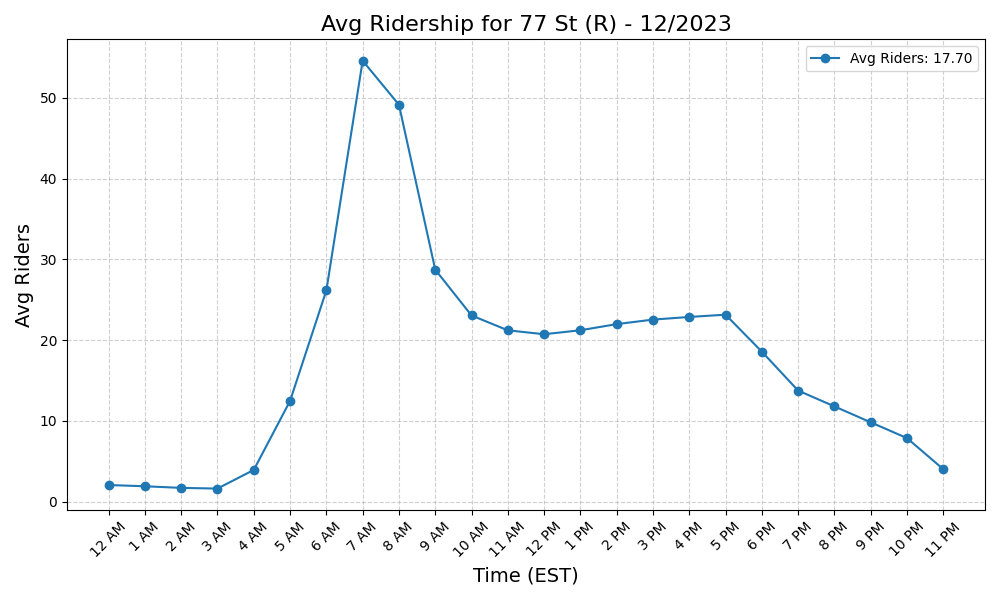 Avg Ridership for 77 St (R) - 12/2023
Avg Riders: 17.70
Avg Riders
50
40
30
20
10
0
12 AM
1 AM
2 AM
3 AM
4 AM
5 AM
6 AM
7 AM
8 AM
9 AM
10 AM
11 AM
12 PM
1 PM
2 PM
3 PM
4 PM
5 PM
6 PM
7 PM
8 PM
9 PM
10 PM
11 PM
Time (EST)